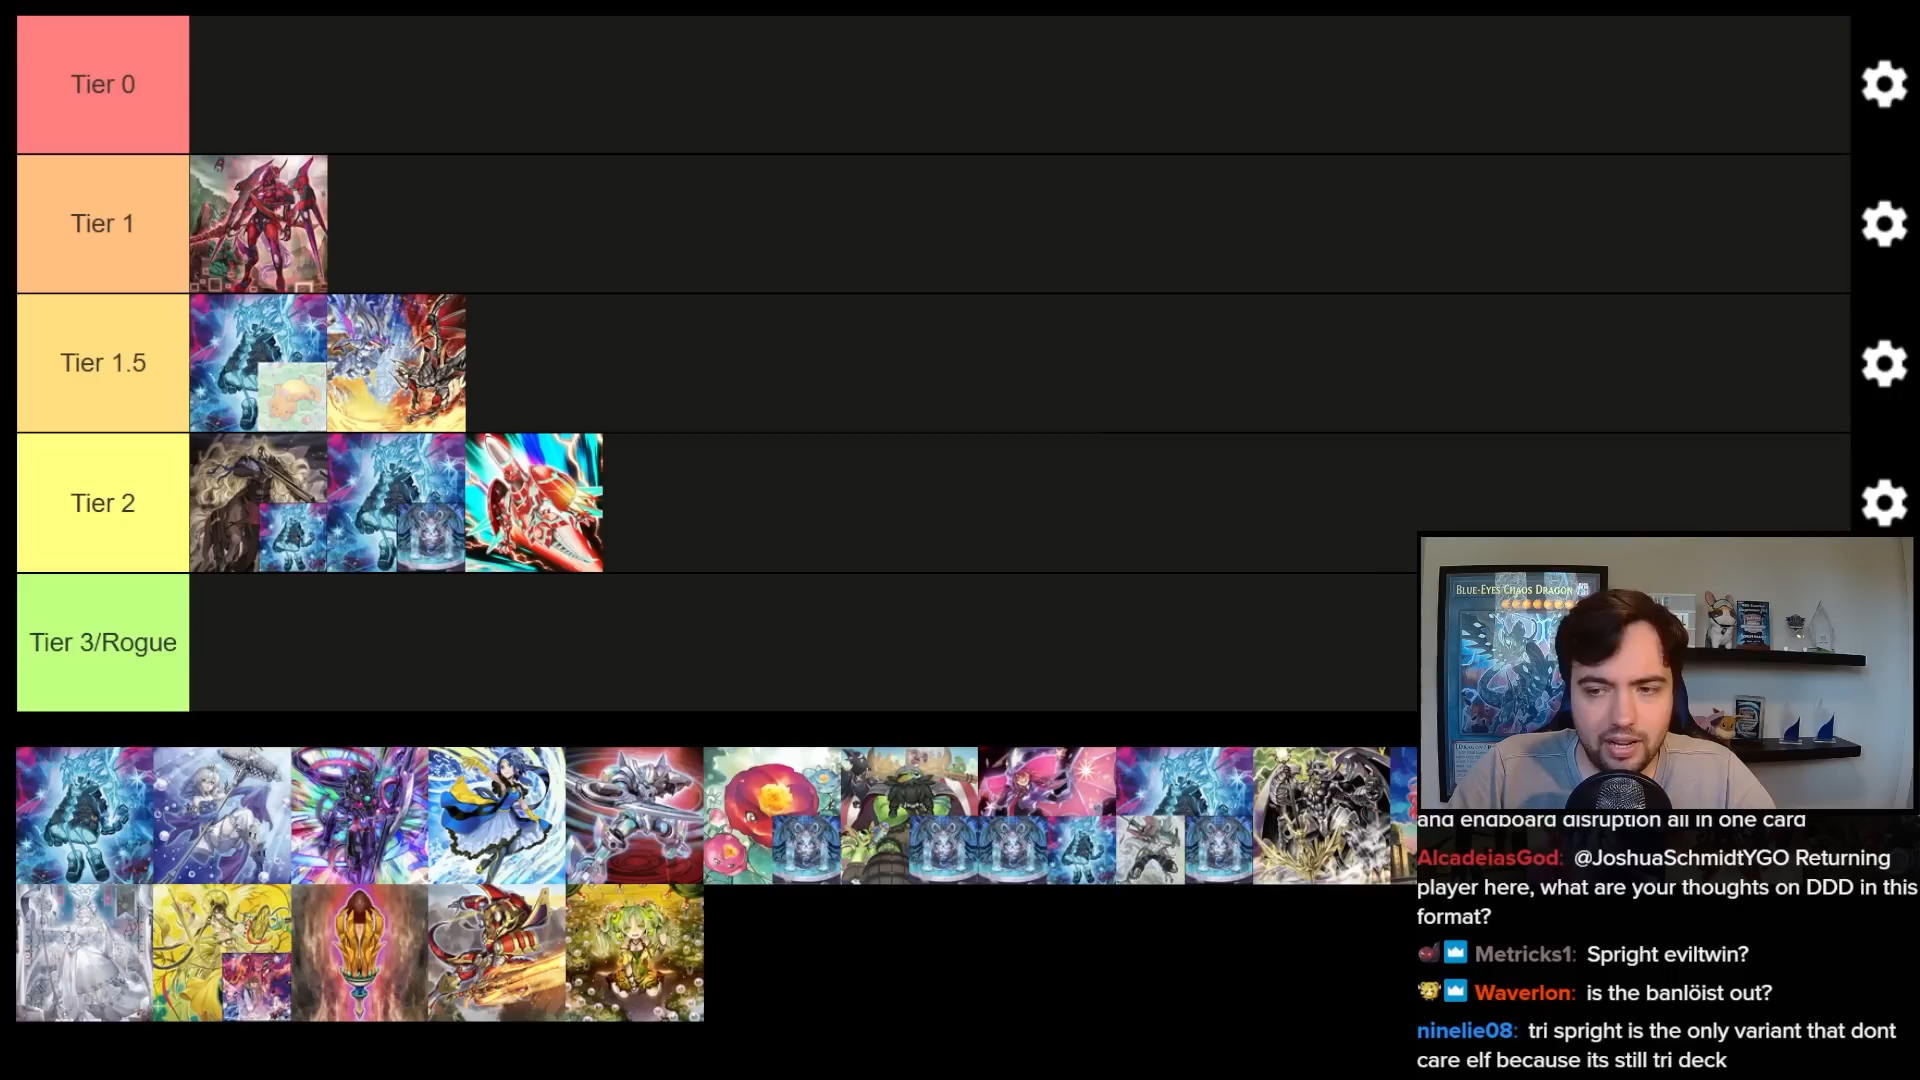 Tier 0
Tier 1
Tier 1.5
Tier 2
Tier 3/Rogue
BLUE-EYES CHAOS DRAGON
and endboard disruption all in one card
AlcadeiasGod: @JoshuaSchmidtYGO Returning
player here, what are your thoughts on DDD in this
format?
Metricks1: Spright eviltwin?
Waverlon: is the banlöist out?
ninelie08: tri spright is the only variant that dont
care elf because its still tri deck